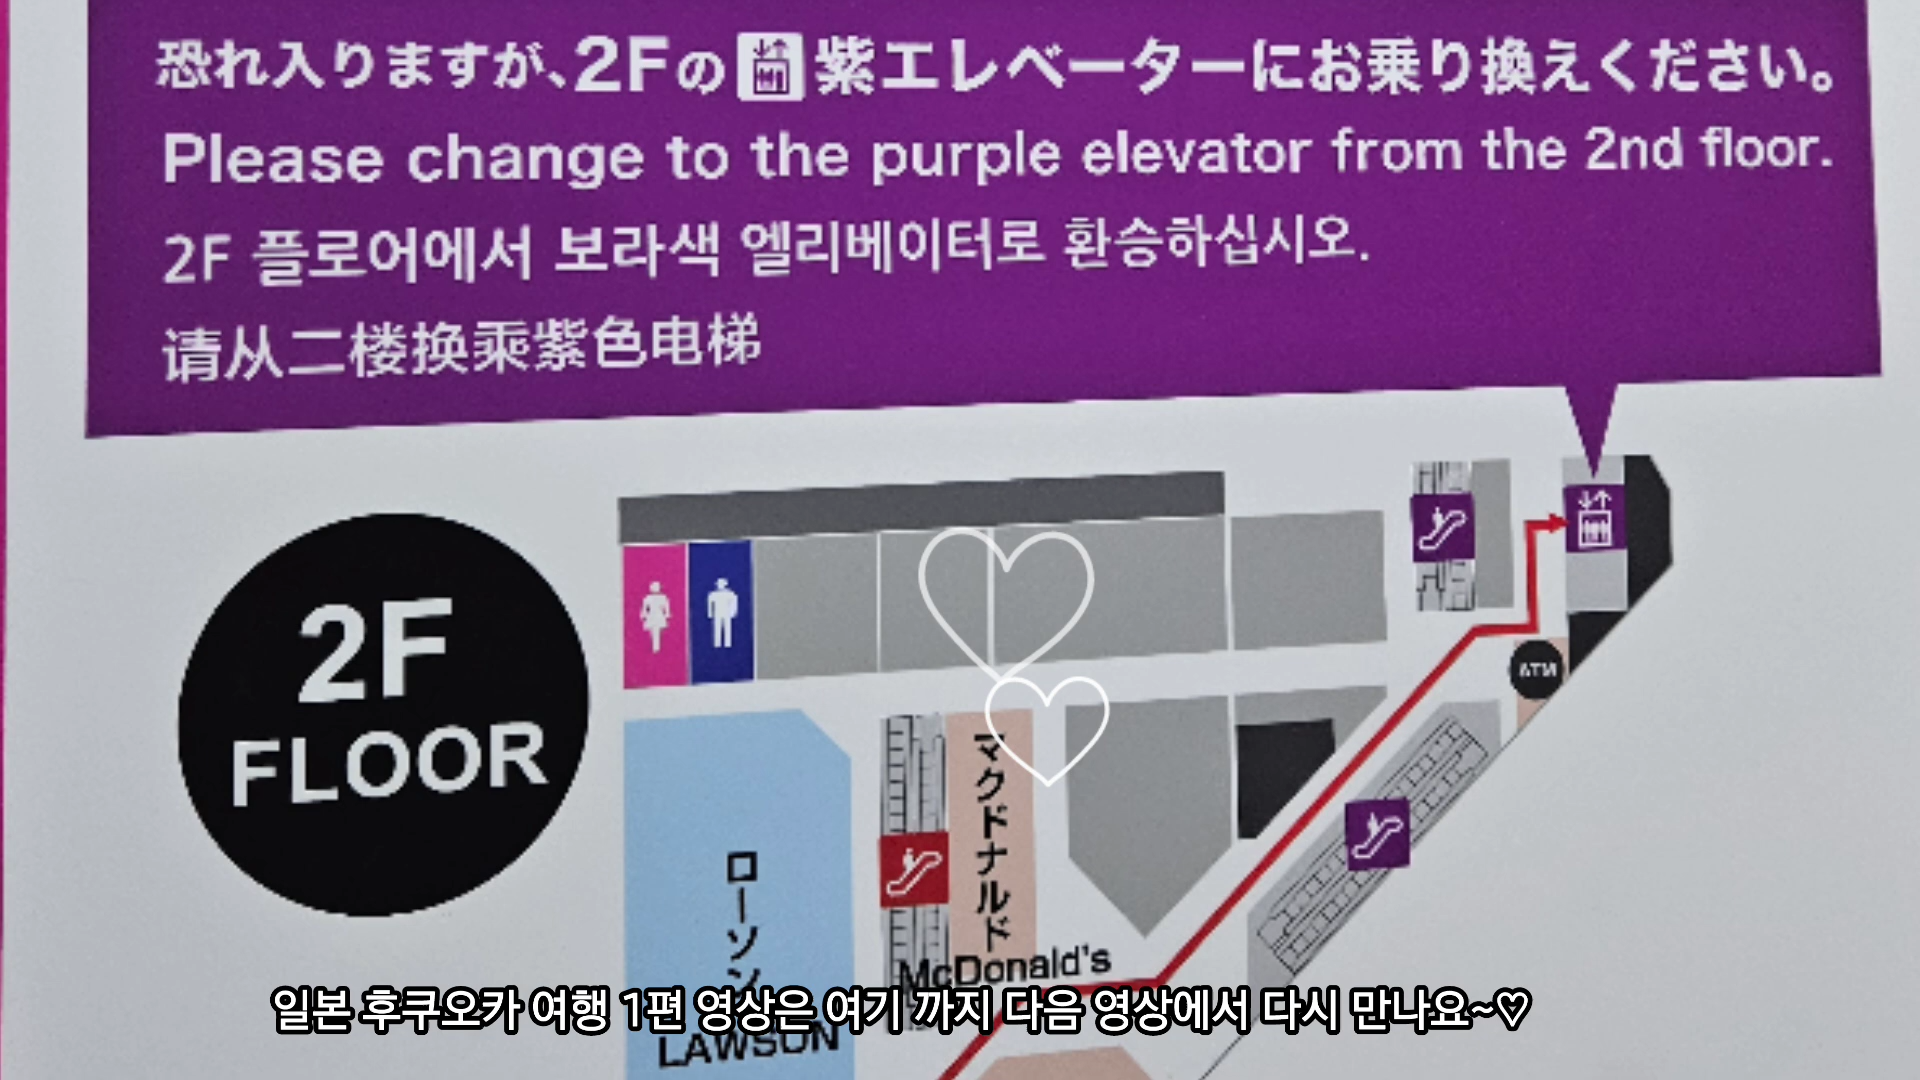 恐れ入りますが、2Fの紫エレベーターにお乗り換えください。
Please change to the purple elevator from the 2nd floor.
2F 플로어에서 보라색 엘리베이터로 환승하십시오.
请从二楼换乘紫色电梯
2F
FLOOR
ATM
マクドナルド
McDonald's
ローソン
LAWSON
일본 후쿠오카 여행 1편 영상은 여기 까지 다음 영상에서 다시 만나요~♡